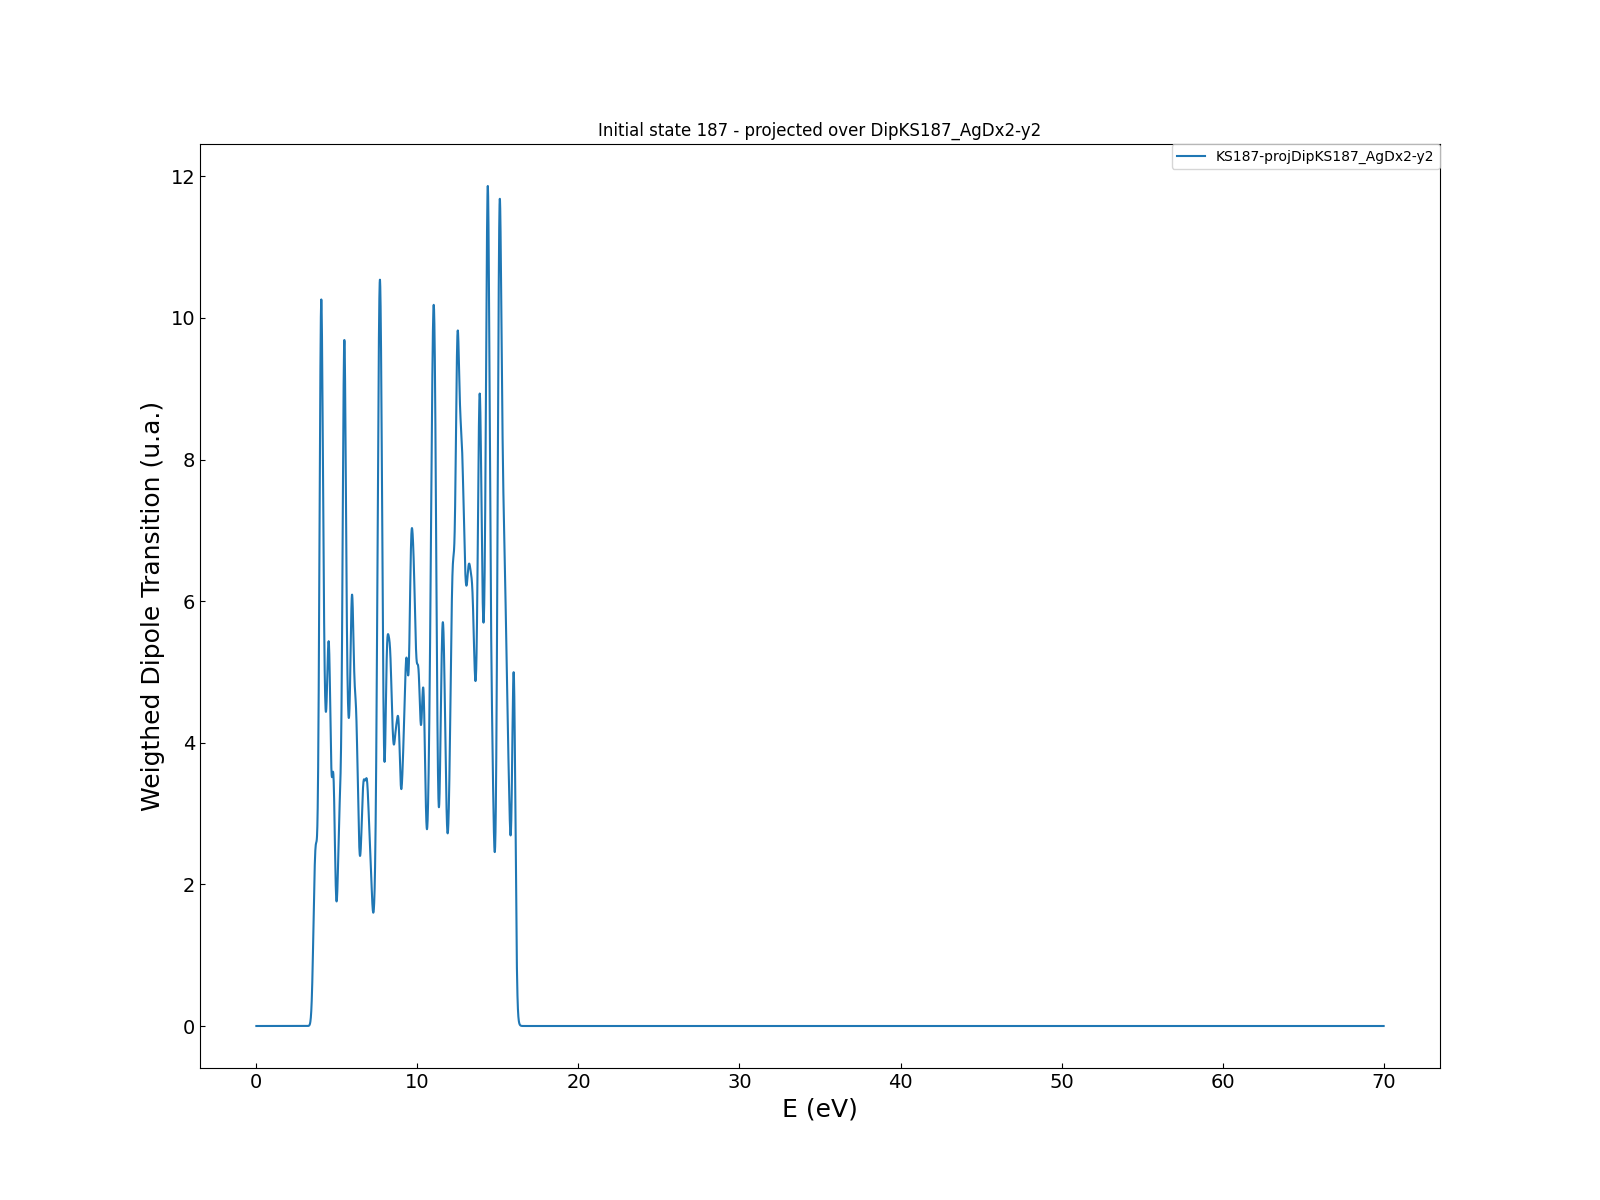 Initial state 187 - projected over DipKS187_AgDx2-y2
KS187-projDipKS187_AgDx2-y2
Weigthed Dipole Transition (u.a.)
12
10
8
6
4
2
0
0 10 20 30 40 50 60 70
E (eV)